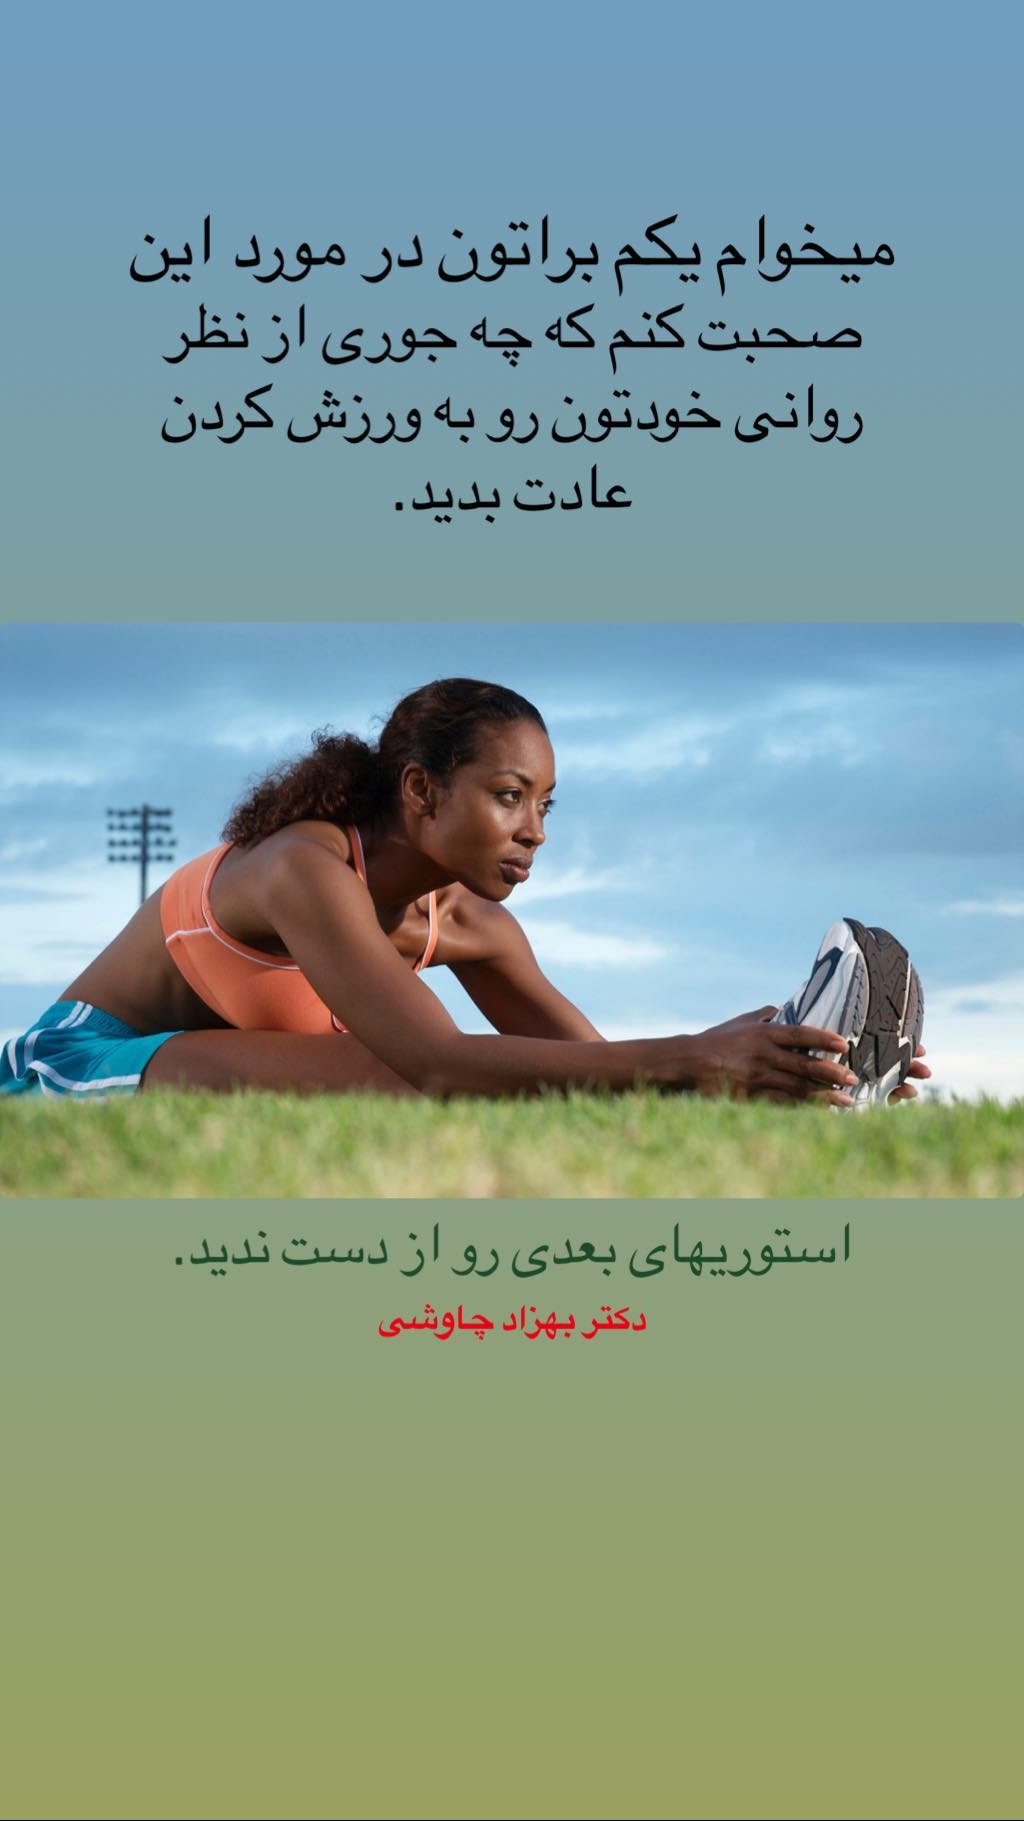 میخوام یکم براتون در مورد این
صحبت کنم که چه جوری از نظر
روانی خودتون رو به ورزش کردن
عادت بدید.
استوریهای بعدی رو از دست ندید.
دکتر بهزاد چاوشی